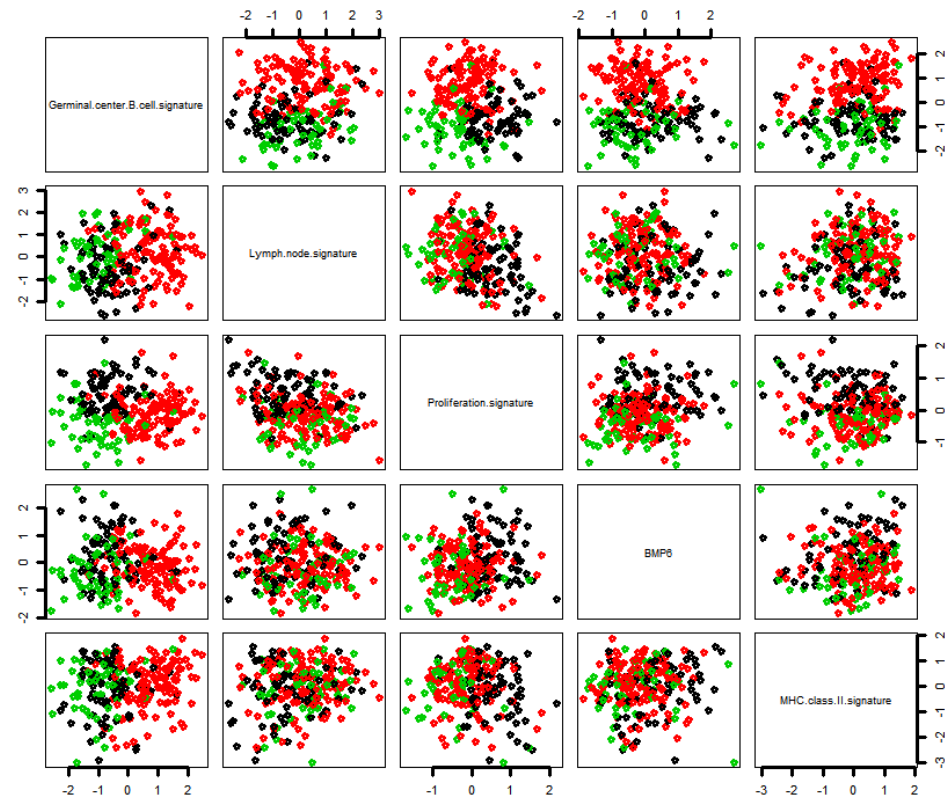 -2 -1 0 1 2 3 -2 0 1 2
Germinal.center.B.cell.signature -2 -1 0 1 2
-2 -1 0 1 2 3 Lymph.node.signature
Proliferation.signature -1 0 1 2
-2 -1 0 1 2 BMP6
MHC.class.II.signature -3 -2 -1 0 1 2
-2 -1 0 1 2 -1 0 1 2 -3 -2 -1 0 1 2